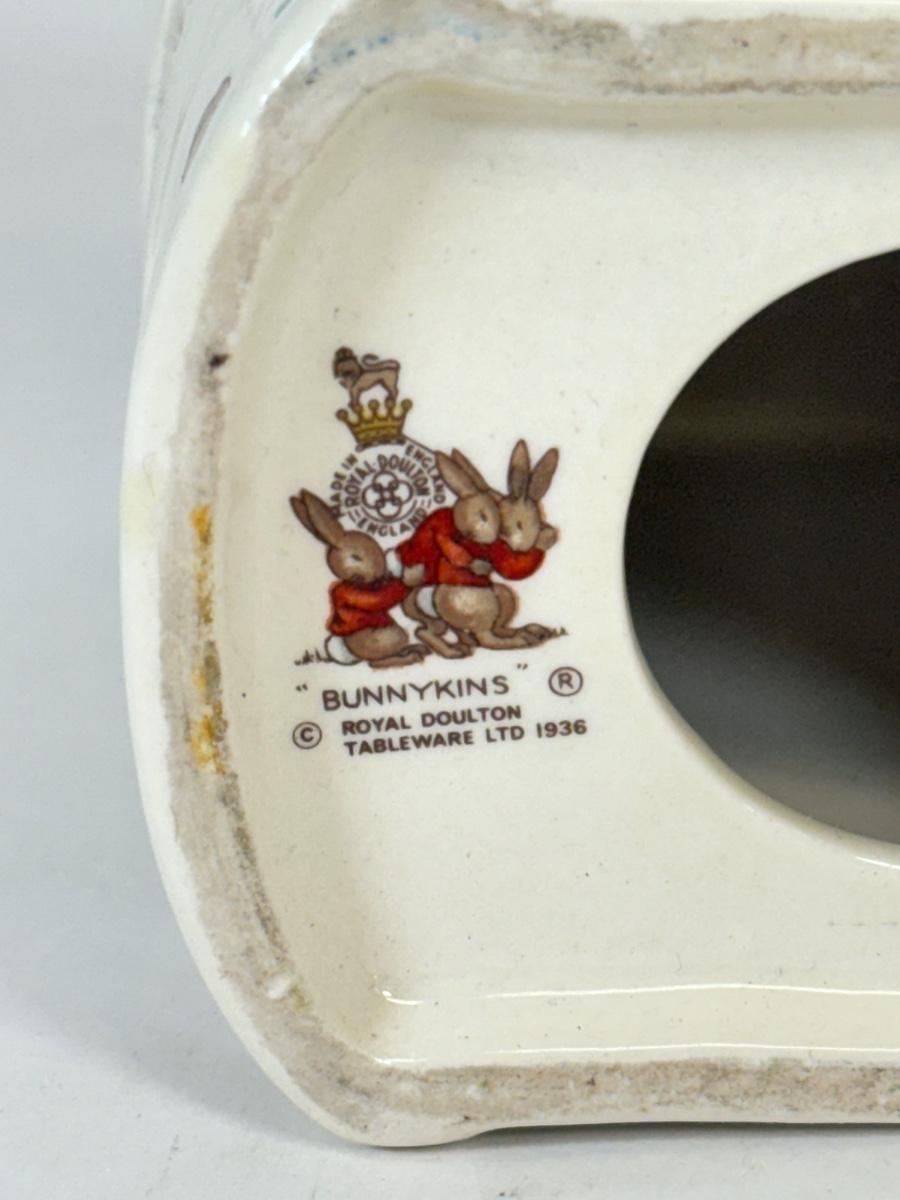 MADE IN ENGLAND
ROYAL·DOULTON
ENGLAND
"BUNNYKINS" ®
© ROYAL DOULTON
TABLEWARE LTD 1936